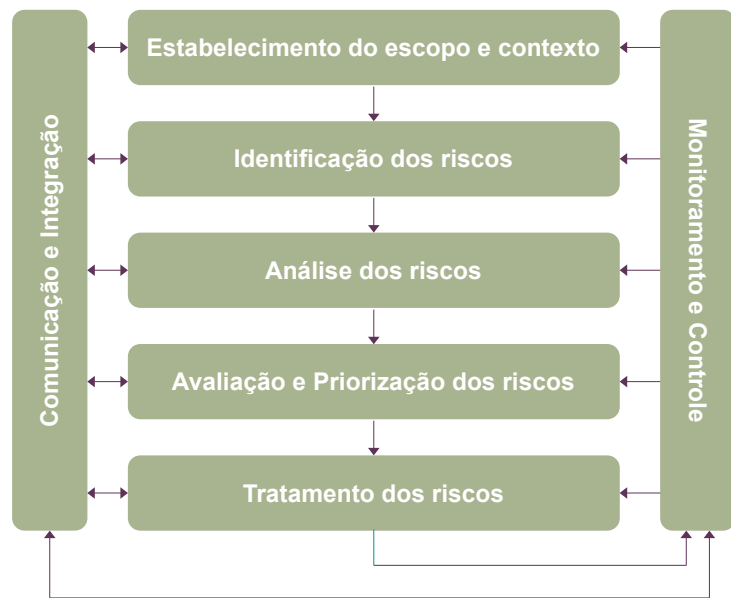 Estabelecimento do escopo e contexto
Identificação dos riscos
Análise dos riscos
Avaliação e Priorização dos riscos
Tratamento dos riscos
Comunicação e Integração
Monitoramento e Controle